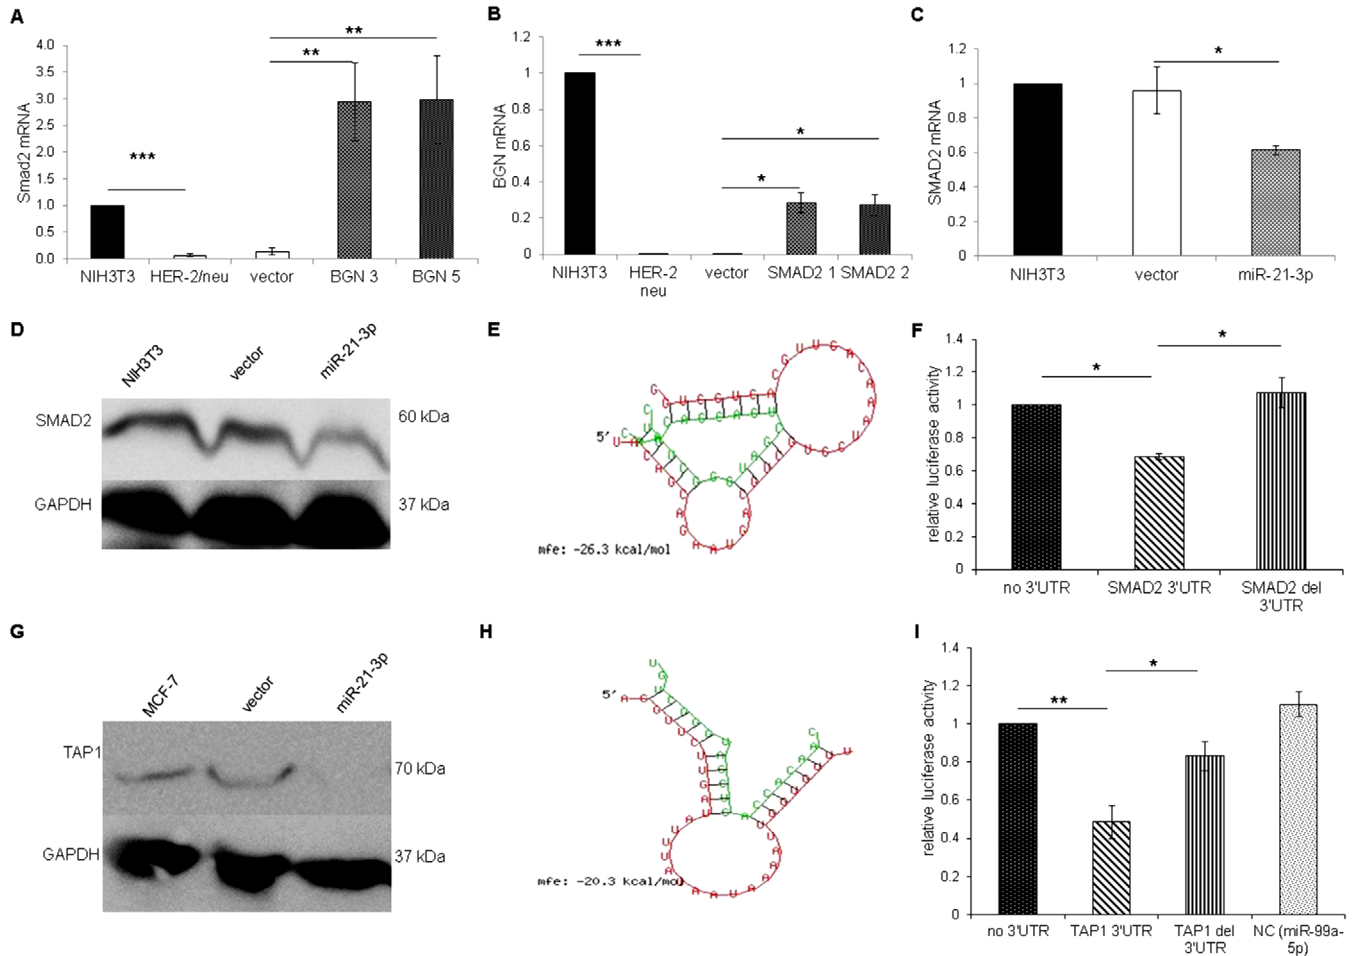 A
Smad2 mRNA
4.0
3.5
3.0
2.5
2.0
1.5
1.0
0.5
0.0
***
**
**
NIH3T3 HER-2/neu vector BGN 3 BGN 5
B
BGN mRNA
1.2
1
0.8
0.6
0.4
0.2
0
***
*
*
NIH3T3 HER-2 neu vector SMAD2 1 SMAD2 2
C
SMAD2 mRNA
1.2
1
0.8
0.6
0.4
0.2
0
*
NIH3T3 vector miR-21-3p
D
NIH3T3 vector miR-21-3p
SMAD2 60 kDa
GAPDH 37 kDa
E
5'
mfe: -26.3 kcal/mol
F
relative luciferase activity
1.4
1.2
1
0.8
0.6
0.4
0.2
0
*
*
no 3'UTR SMAD2 3'UTR SMAD2 del 3'UTR
G
MCF-7 vector miR-21-3p
TAP1 70 kDa
GAPDH 37 kDa
H
5'
mfe: -20.3 kcal/mol
I
relative luciferase activity
1.4
1.2
1
0.8
0.6
0.4
0.2
0
**
*
no 3'UTR TAP1 3'UTR TAP1 del 3'UTR NC (miR-99a-5p)